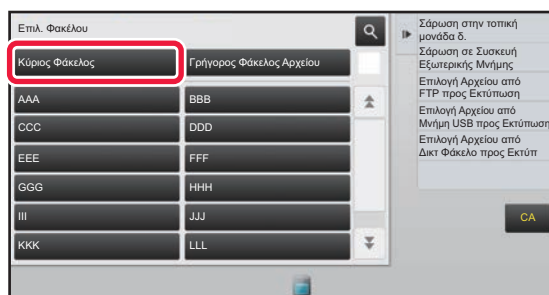 Επιλ. Φακέλου
Κύριος Φάκελος
Γρήγορος Φάκελος Αρχείου
AAA
BBB
CCC
DDD
EEE
FFF
GGG
HHH
III
JJJ
KKK
LLL
Σάρωση στην τοπική
μονάδα δ.
Σάρωση σε Συσκευή
Εξωτερικής Μνήμης
Επιλογή Αρχείου από
FTP προς Εκτύπωση
Επιλογή Αρχείου από
Μνήμη USB προς Εκτύπωση
Επιλογή Αρχείου από
Δικτ Φάκελο προς Εκτύπ
CA